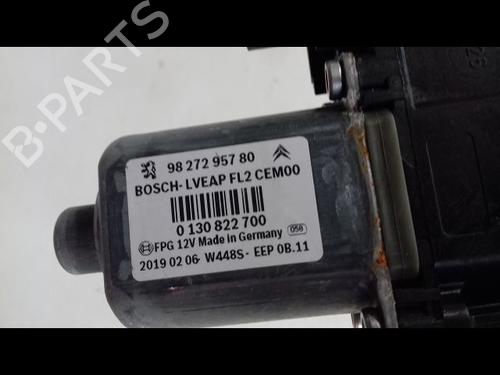 98 272 957 80
BOSCH-LVEAP FL2 CEM00
0 130 822 700
FPG 12V Made in Germany 056
2019 02 06 W448S- EEP 0B.11
B-PARTS